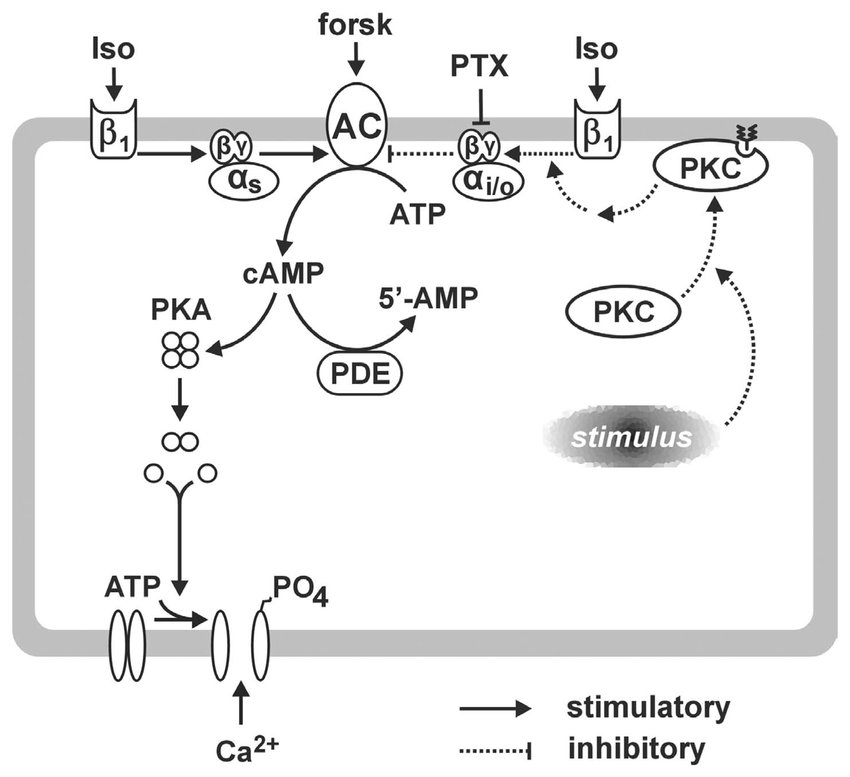 forsk
Iso
PTX
Iso
β1
βγ
αs
AC
βγ
αi/o
β1
PKC
ATP
cAMP
5’-AMP
PKA
PKC
PDE
stimulus
ATP
PO4
Ca2+
stimulatory
inhibitory